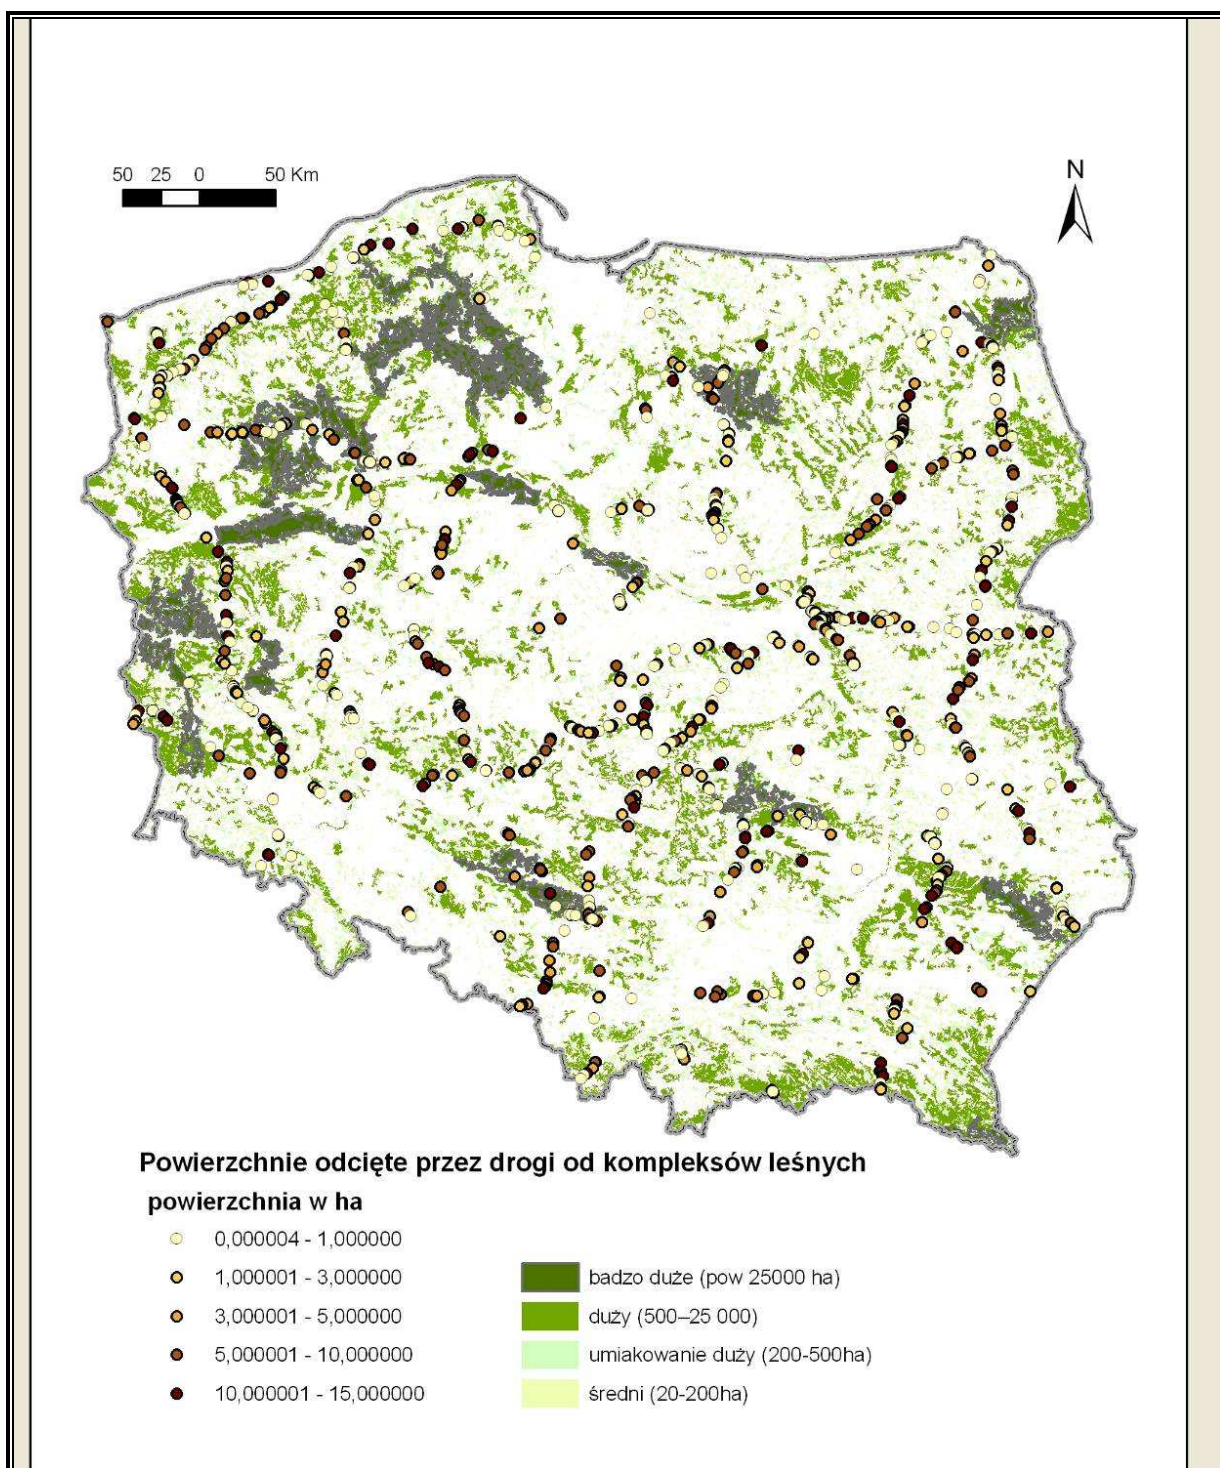 50 25 0 50 Km
N
Powierzchnie odcięte przez drogi od kompleksów leśnych
powierzchnia w ha
0,000004 - 1,000000
1,000001 - 3,000000
3,000001 - 5,000000
5,000001 - 10,000000
10,000001 - 15,000000
badzo duże (pow 25000 ha)
duży (500–25 000)
umiakowanie duży (200-500ha)
średni (20-200ha)